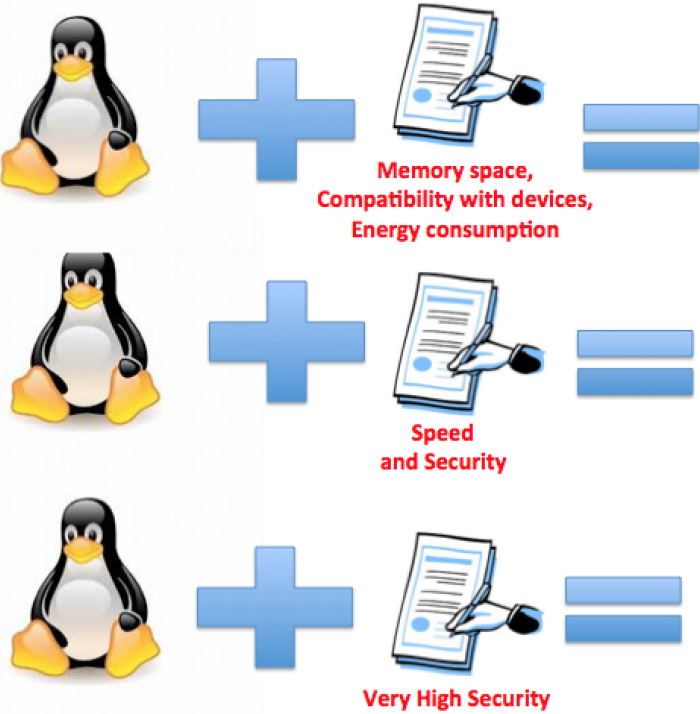 Memory space,
Compatibility with devices,
Energy consumption
Speed
and Security
Very High Security